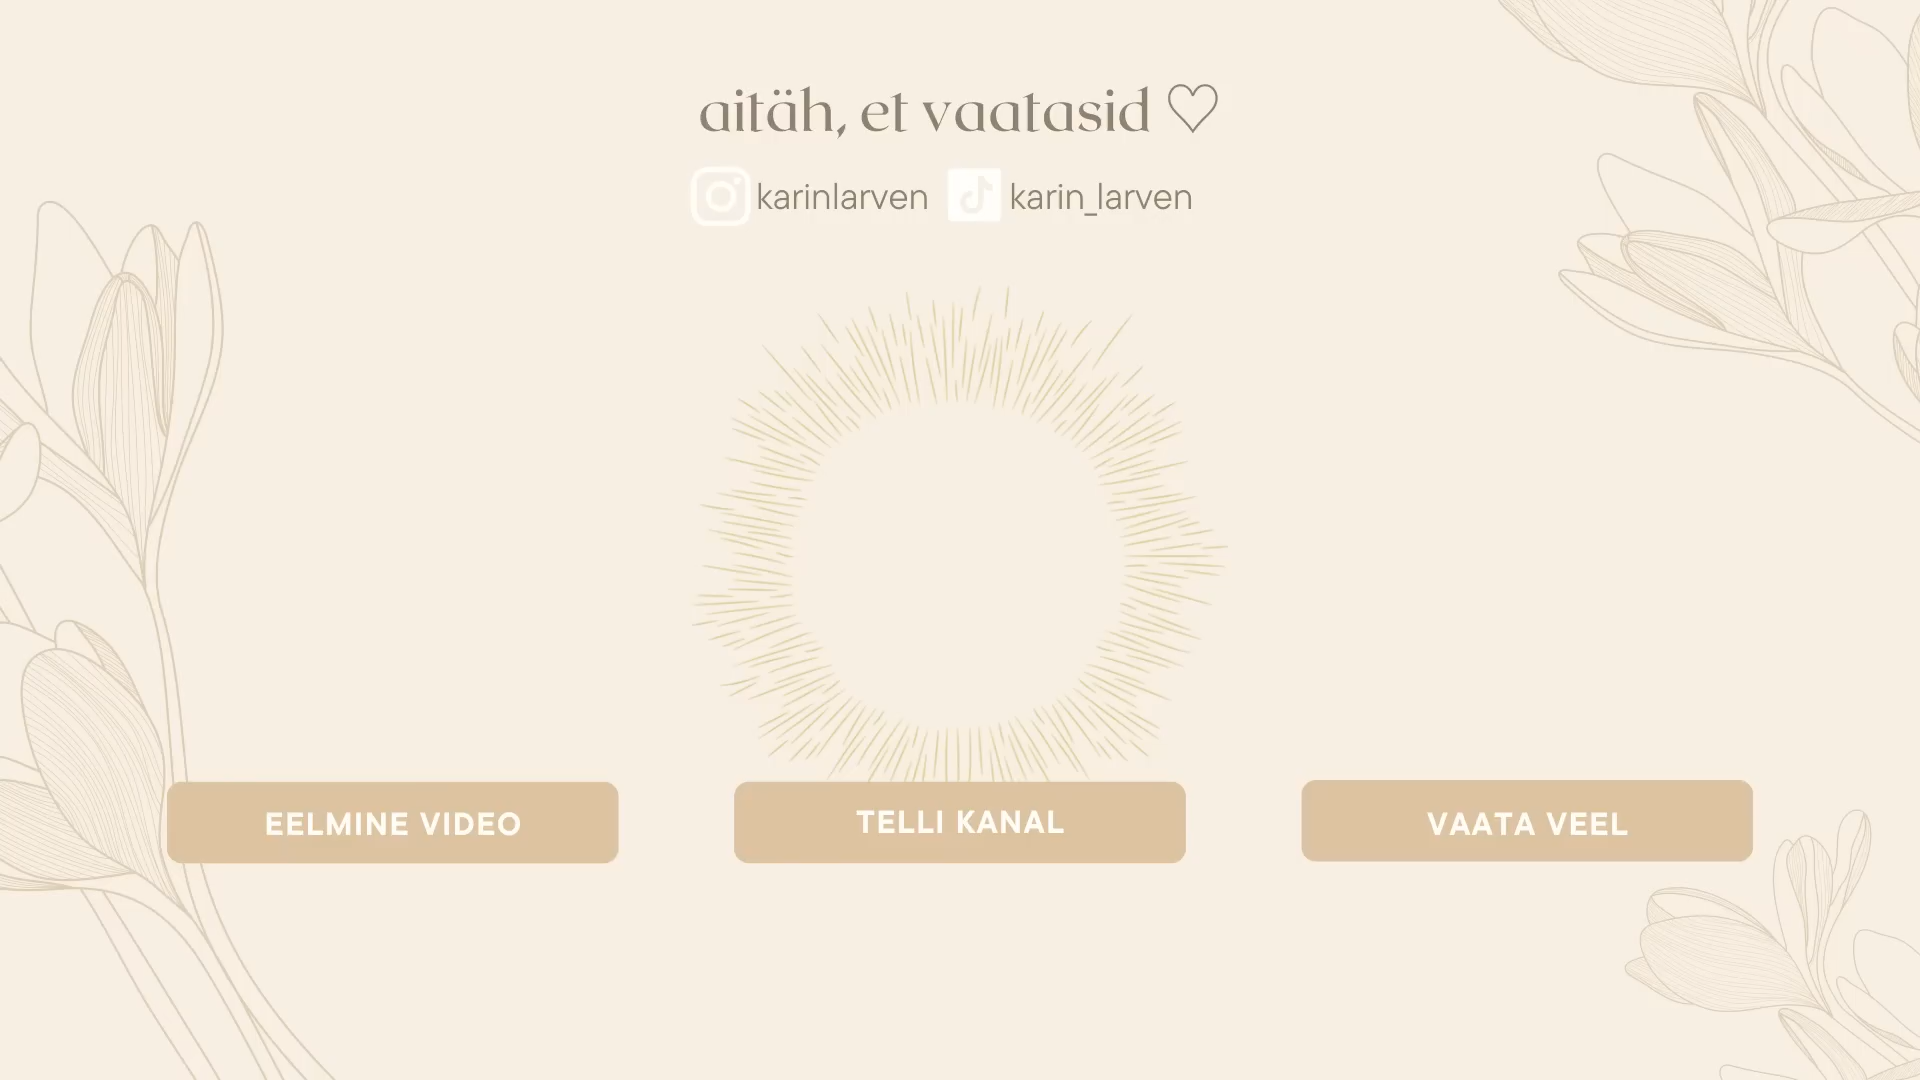 aitäh, et vaatasid ♡
karinlarven karin_larven
EELMINE VIDEO
TELLI KANAL
VAATA VEEL